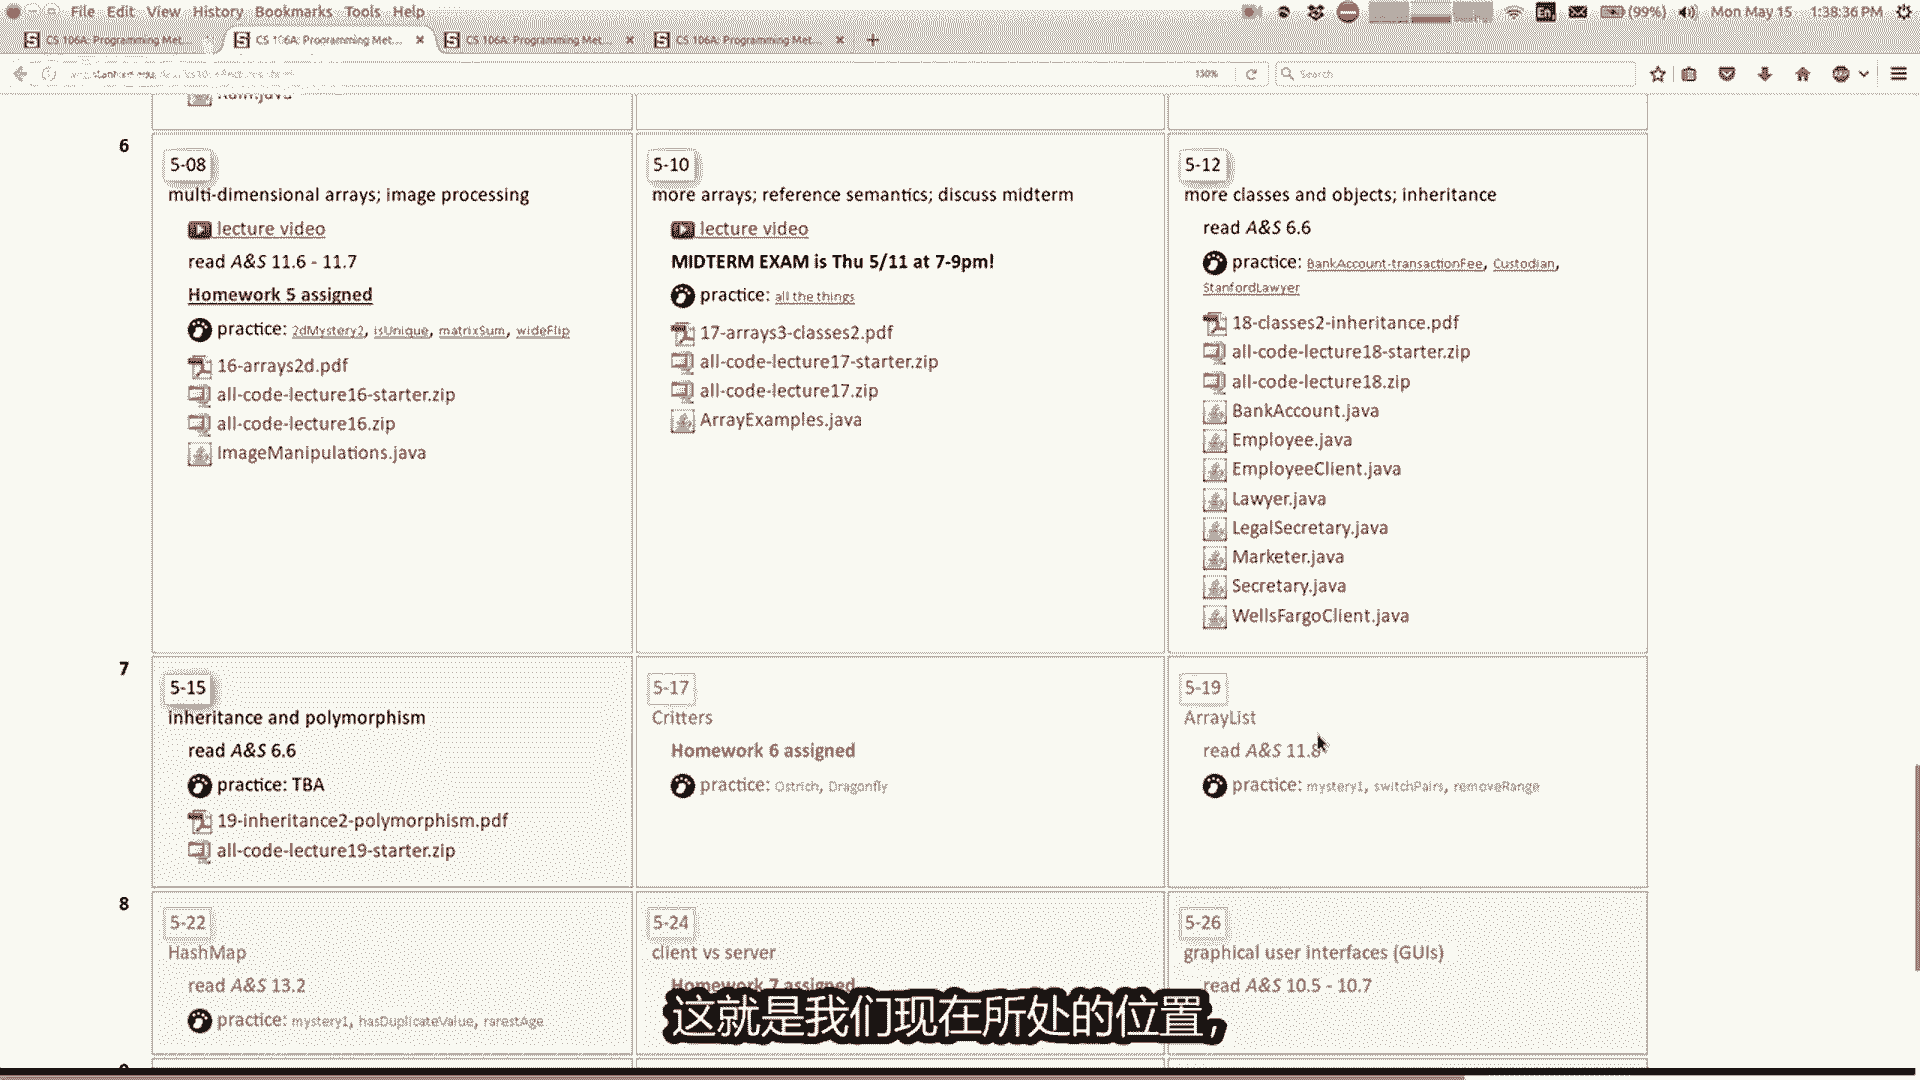 File Edit View History Bookmarks Tools Help
(99%) Mon May 15 1:38:36 PM
CS 106A: Programming Met...
CS 106A: Programming Met...
CS 106A: Programming Met...
CS 106A: Programming Met...
130%
Search
6
5-08
multi-dimensional arrays; image processing
lecture video
read A&S 11.6 - 11.7
Homework 5 assigned
practice: 2dMystery2, isUnique, matrixSum, wideFlip
16-arrays2d.pdf
all-code-lecture16-starter.zip
all-code-lecture16.zip
ImageManipulations.java
5-10
more arrays; reference semantics; discuss midterm
lecture video
MIDTERM EXAM is Thu 5/11 at 7-9pm!
practice: all the things
17-arrays3-classes2.pdf
all-code-lecture17-starter.zip
all-code-lecture17.zip
ArrayExamples.java
5-12
more classes and objects; inheritance
read A&S 6.6
practice: BankAccount-transactionFee, Custodian,
StanfordLawyer
18-classes2-inheritance.pdf
all-code-lecture18-starter.zip
all-code-lecture18.zip
BankAccount.java
Employee.java
EmployeeClient.java
Lawyer.java
LegalSecretary.java
Marketer.java
Secretary.java
WellsFargoClient.java
7
5-15
inheritance and polymorphism
read A&S 6.6
practice: TBA
19-inheritance2-polymorphism.pdf
all-code-lecture19-starter.zip
5-17
Critters
Homework 6 assigned
practice: Ostrich, Dragonfly
5-19
ArrayList
read A&S 11.8
practice: mystery1, switchPairs, removeRange
8
5-22
HashMap
read A&S 13.2
practice: mystery1, hasDuplicateValue, rarestAge
5-24
client vs server
Homework 7 assigned
5-26
graphical user interfaces (GUIs)
read A&S 10.5 - 10.7
这就是我们现在所处的位置,